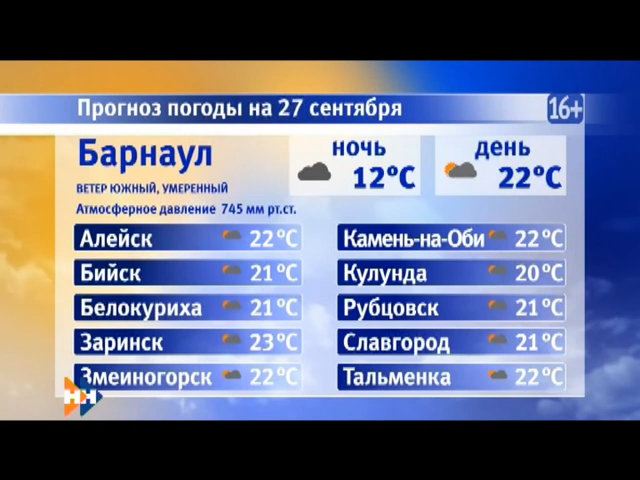 Прогноз погоды на 27 сентября
16+
Барнаул
ВЕТЕР ЮЖНЫЙ, УМЕРЕННЫЙ
Атмосферное давление 745 мм рт.ст.
ночь
12°C
день
22°C
Алейск 22°C
Бийск 21°C
Белокуриха 21°C
Заринск 23°C
Змеиногорск 22°C
Камень-на-Оби 22°C
Кулунда 20°C
Рубцовск 21°C
Славгород 21°C
Тальменка 22°C
НН